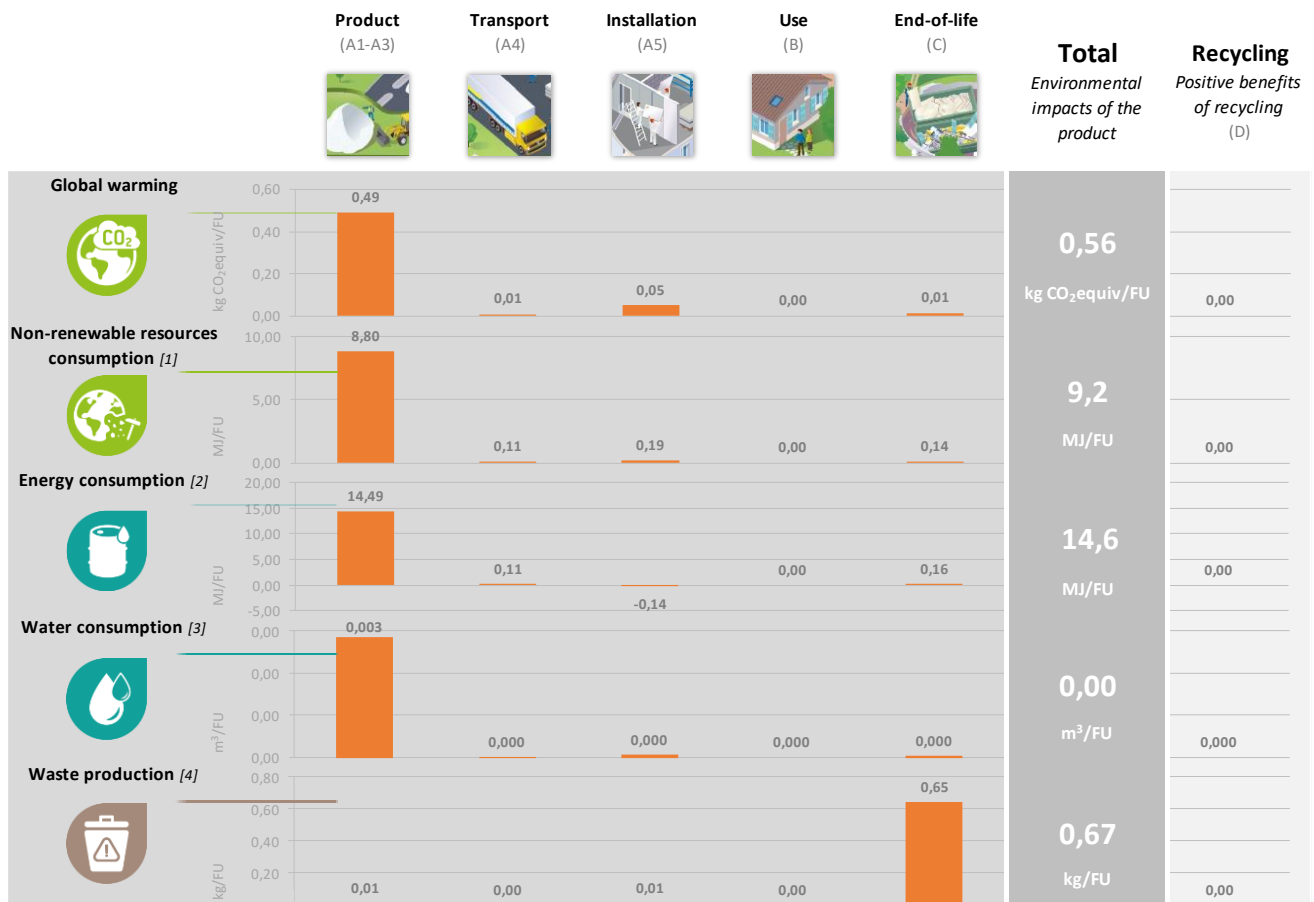 Product
(A1-A3)
Transport
(A4)
Installation
(A5)
Use
(B)
End-of-life
(C)
Total
Environmental
impacts of the
product
Recycling
Positive benefits
of recycling
(D)
Global warming
CO2
kg CO2equiv/FU
0,60
0,40
0,20
0,00
0,49
0,01
0,05
0,00
0,01
0,56
kg CO2equiv/FU
0,00
Non-renewable resources
consumption [1]
MJ/FU
10,00
5,00
0,00
8,80
0,11
0,19
0,00
0,14
9,2
MJ/FU
0,00
Energy consumption [2]
MJ/FU
20,00
15,00
10,00
5,00
0,00
-5,00
14,49
0,11
-0,14
0,00
0,16
14,6
MJ/FU
0,00
Water consumption [3]
m³/FU
0,00
0,00
0,00
0,00
0,003
0,000
0,000
0,000
0,000
0,00
m³/FU
0,000
Waste production [4]
kg/FU
0,80
0,60
0,40
0,20
0,01
0,00
0,01
0,00
0,65
0,67
kg/FU
0,00